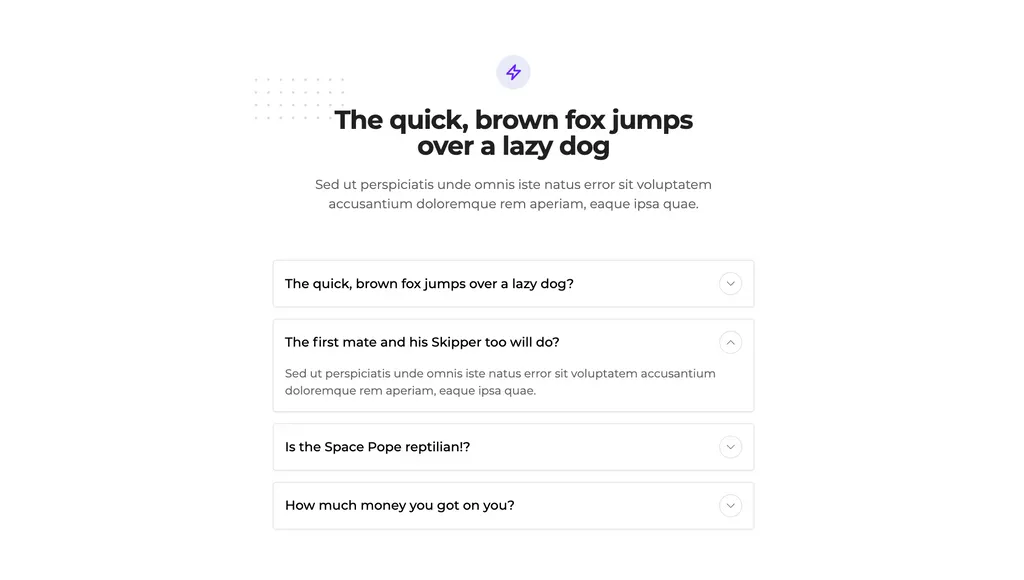 The quick, brown fox jumps
over a lazy dog
Sed ut perspiciatis unde omnis iste natus error sit voluptatem
accusantium doloremque rem aperiam, eaque ipsa quae.
The quick, brown fox jumps over a lazy dog?
The first mate and his Skipper too will do?
Sed ut perspiciatis unde omnis iste natus error sit voluptatem accusantium
doloremque rem aperiam, eaque ipsa quae.
Is the Space Pope reptilian!?
How much money you got on you?